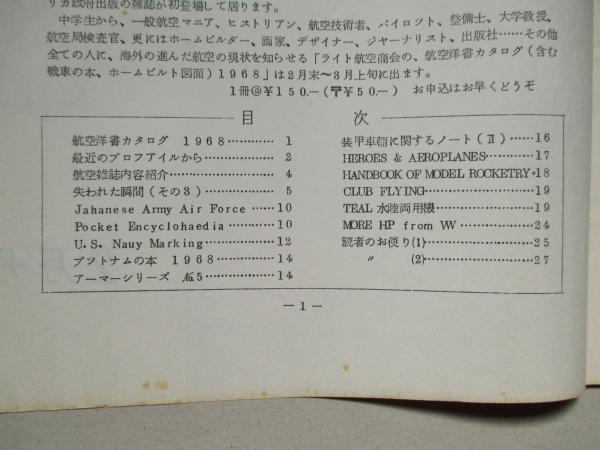 リカ政府出版の雑誌が初登場して居ります。
中学生から、一般航空マニア、ヒストリアン、航空技術者、パイロット、整備士、大学教授、
航空局検査官、更にはホームビルダー、画家、デザイナー、ジャーナリスト、出版社……その他
全ての人に、海外の進んだ航空の現状を知らせる「ライト航空商会の、航空洋書カタログ(含む
戦車の本、ホームビルト図面)1968」は2月末〜3月上旬に出ます。
1冊@¥150.—(〒¥50.—) お申込はお早くどうぞ
目 次
航空洋書カタログ 1968………… 1
最近のプロフアイルから………… 2
航空雑誌内容紹介………… 4
失われた瞬間(その3)………… 5
Jahanese Army Air Force ……10
Pocket Encyclohaedia …………10
U.S. Nauy Marking…………12
プツトナムの本 1968…………14
アーマーシリーズ №5…………14
装甲車輌に関するノート(Ⅱ)……16
HEROES & AEROPLANES…………17
HANDBOOK OF MODEL ROCKETRY・18
CLUB FLYING…………19
TEAL 水陸両用機…………19
MORE HP from VW …………24
読者のお便り(1)…………25
〃 (2)…………27
— 1 —